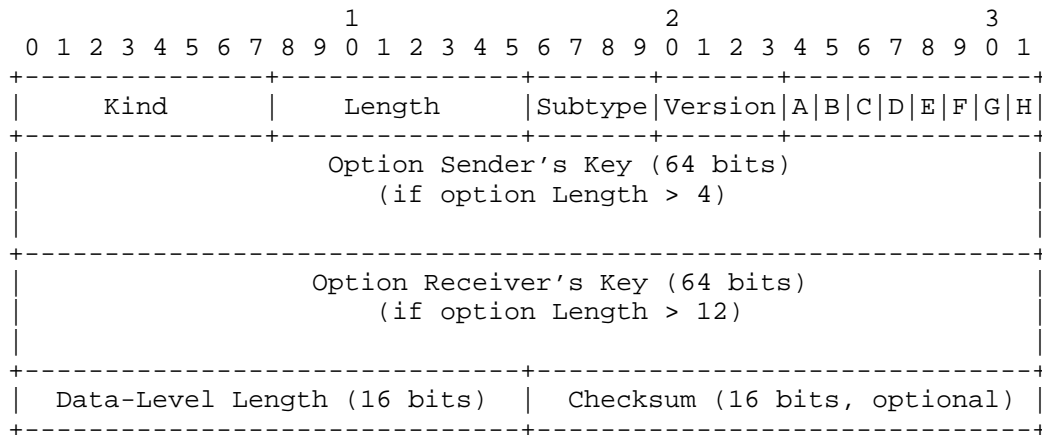 1                   2                   3
 0 1 2 3 4 5 6 7 8 9 0 1 2 3 4 5 6 7 8 9 0 1 2 3 4 5 6 7 8 9 0 1
+---------------+---------------+-------+-------+---------------+
|     Kind      |    Length     |Subtype|Version|A|B|C|D|E|F|G|H|
+---------------+---------------+-------+-------+---------------+
|                   Option Sender’s Key (64 bits)               |
|                      (if option Length > 4)                   |
|                                                               |
+---------------------------------------------------------------+
|                  Option Receiver’s Key (64 bits)              |
|                      (if option Length > 12)                  |
|                                                               |
+-------------------------------+-------------------------------+
|  Data-Level Length (16 bits)  |  Checksum (16 bits, optional) |
+-------------------------------+-------------------------------+